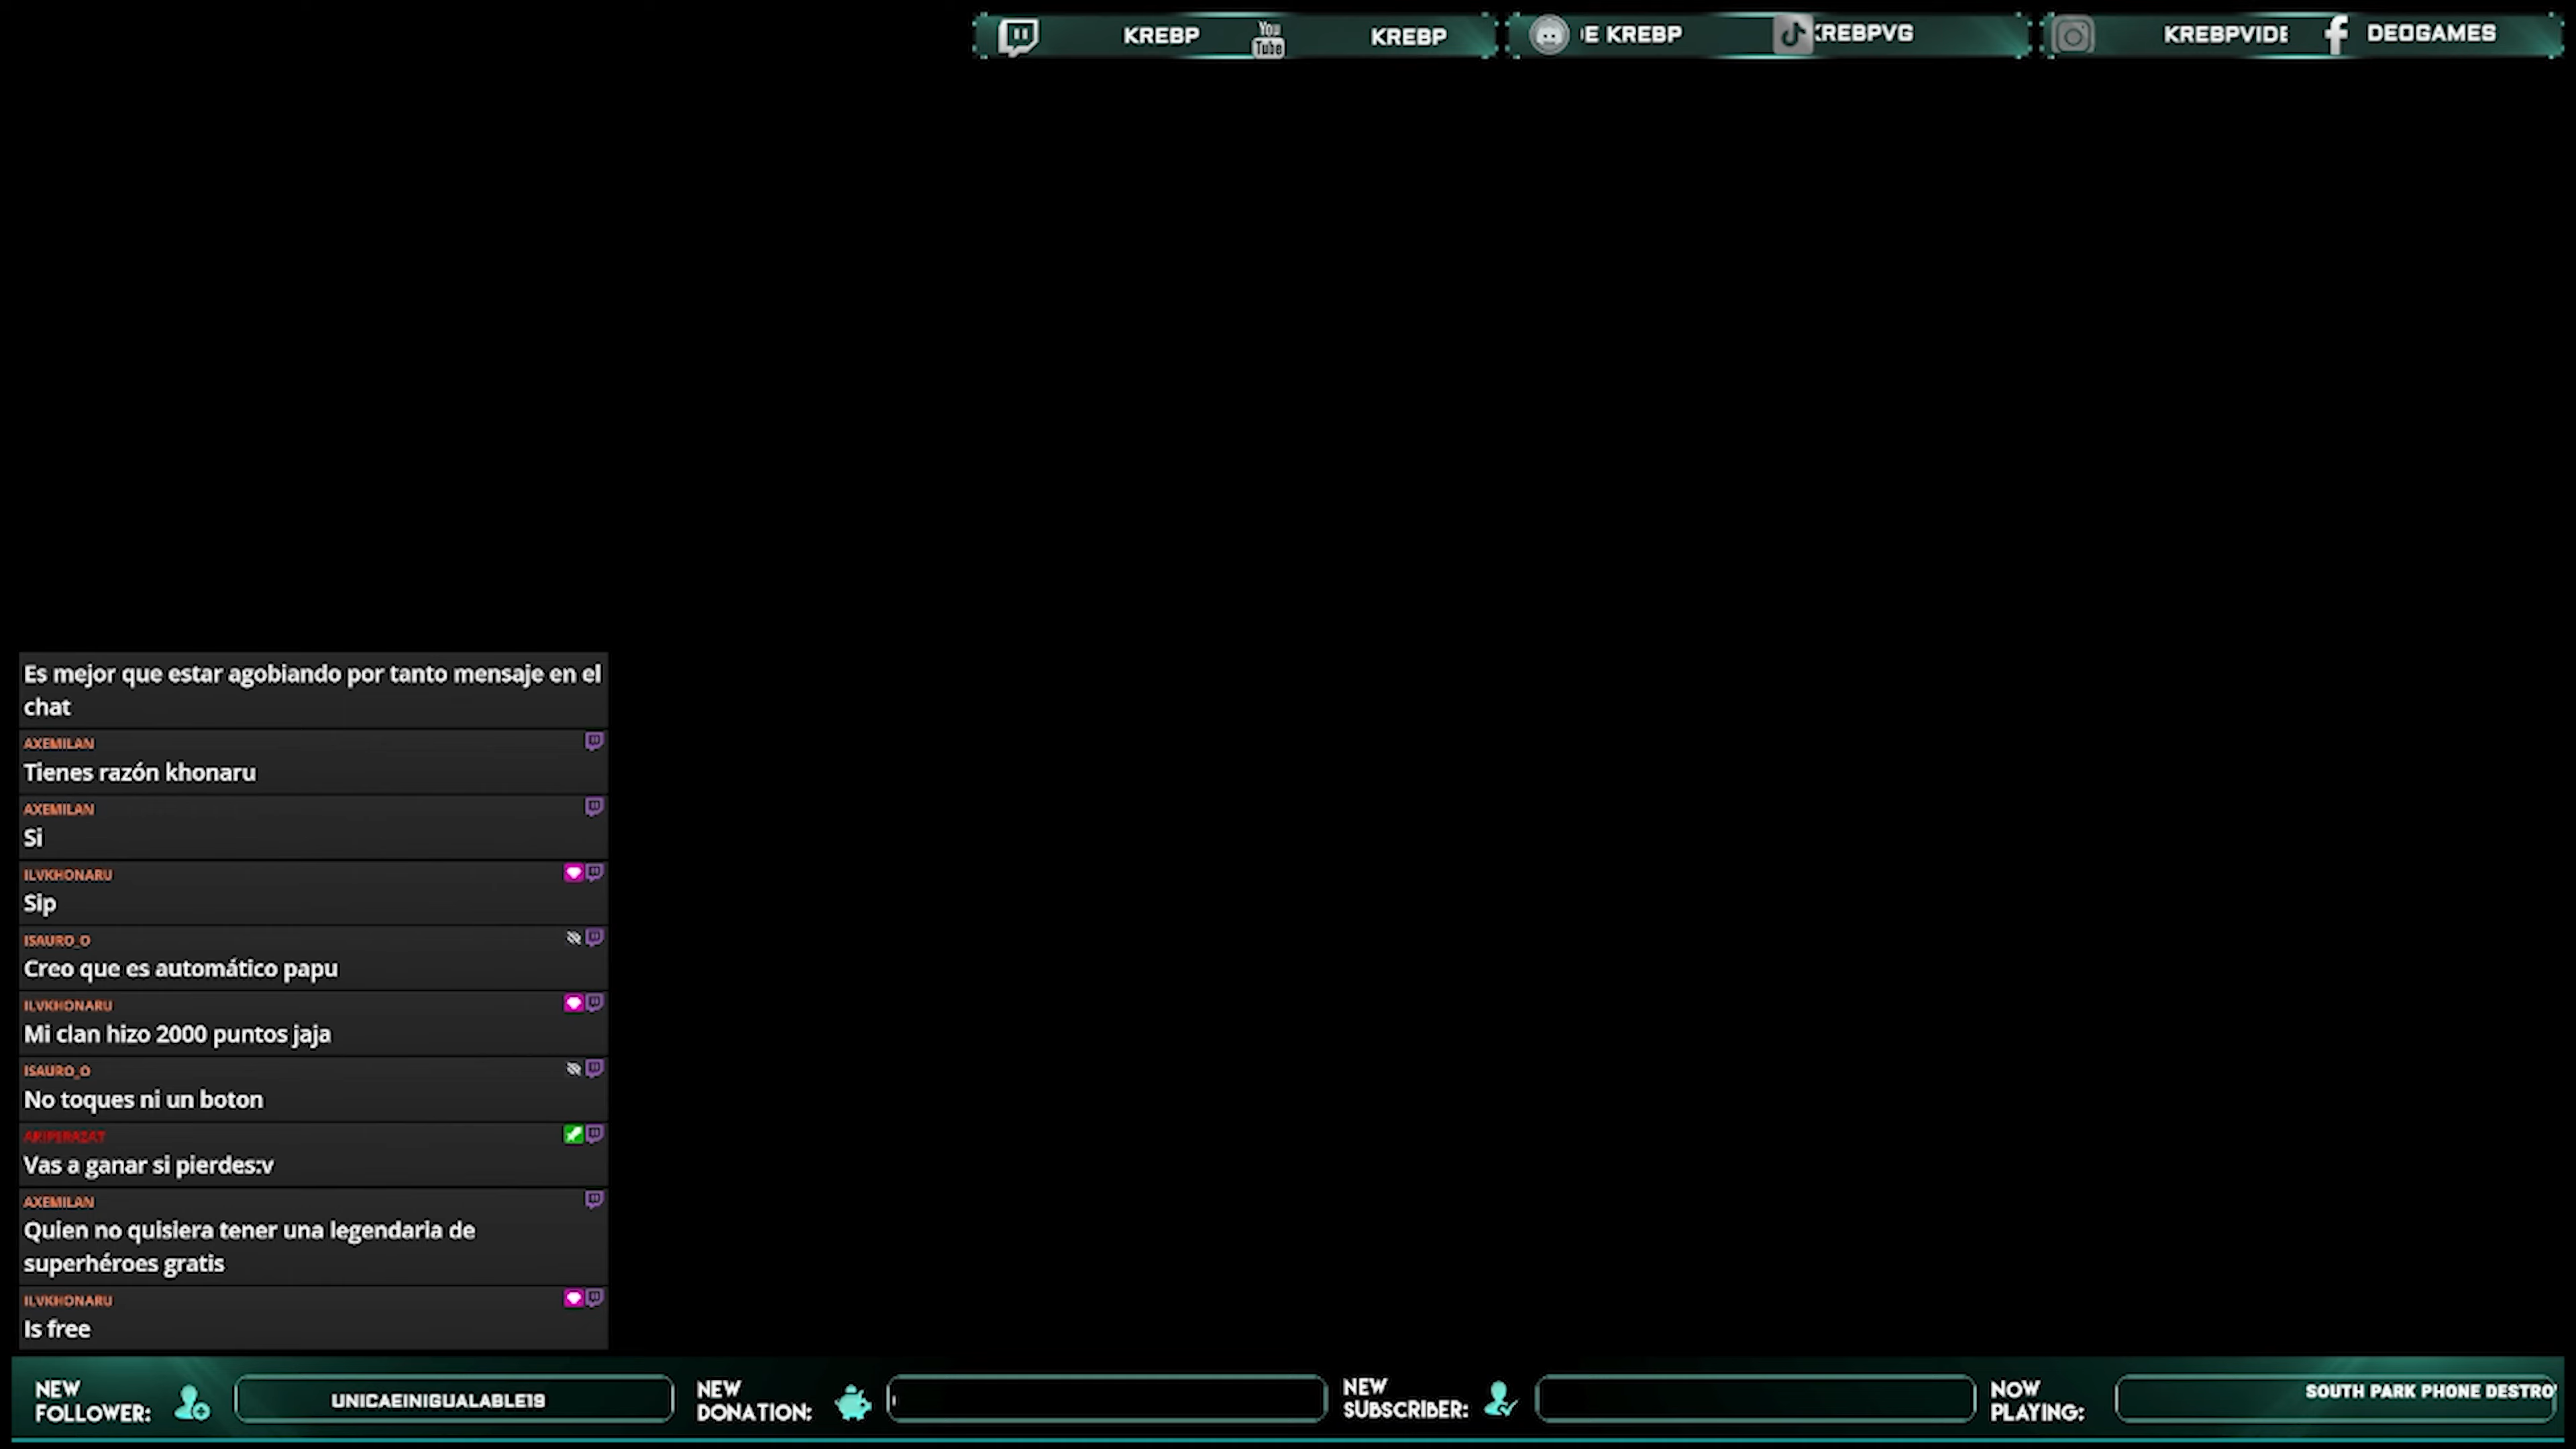 KREBP
You
Tube
KREBP
E KREBP
KREBPVG
KREBPVIDE
DEOGAMES
Es mejor que estar agobiando por tanto mensaje en el
chat
AXEMILAN
Tienes razón khonaru
AXEMILAN
Si
ILVKHONARU
Sip
ISAURO_O
Creo que es automático papu
ILVKHONARU
Mi clan hizo 2000 puntos jaja
ISAURO_O
No toques ni un boton
Vas a ganar si pierdes:v
AXEMILAN
Quien no quisiera tener una legendaria de
superhéroes gratis
ILVKHONARU
Is free
NEW
FOLLOWER:
UNICAEINIGUALABLE19
NEW
DONATION:
NEW
SUBSCRIBER:
NOW
PLAYING:
SOUTH PARK PHONE DESTRO